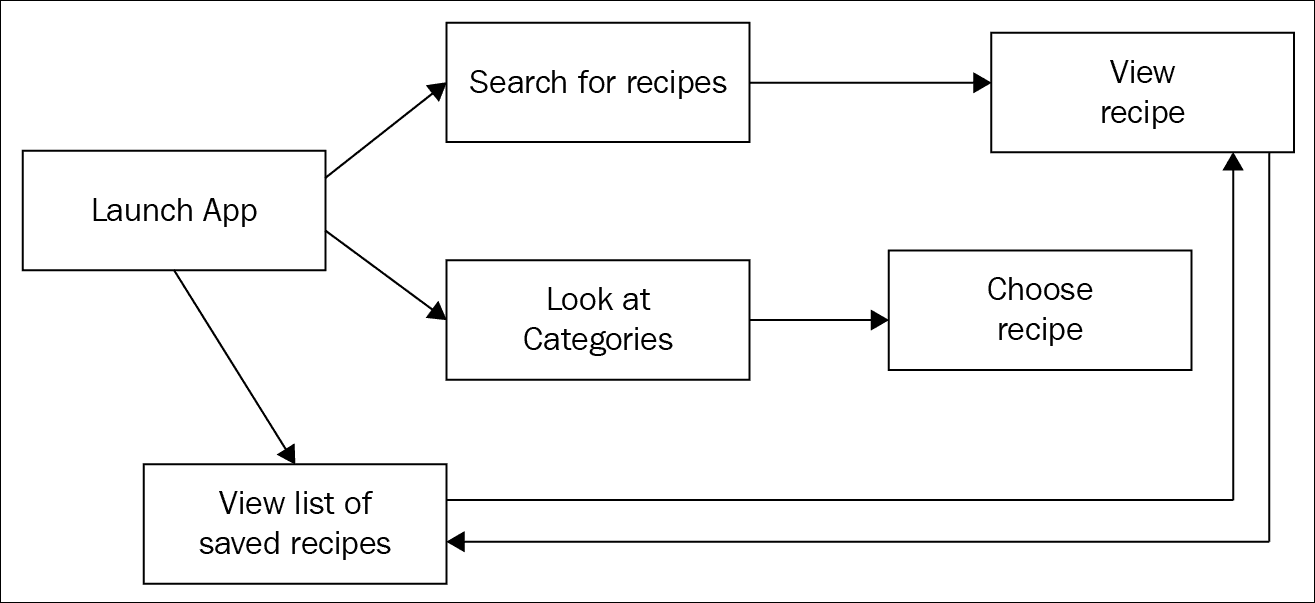 Search for recipes
View
recipe
Launch App
Look at
Categories
Choose
recipe
View list of
saved recipes